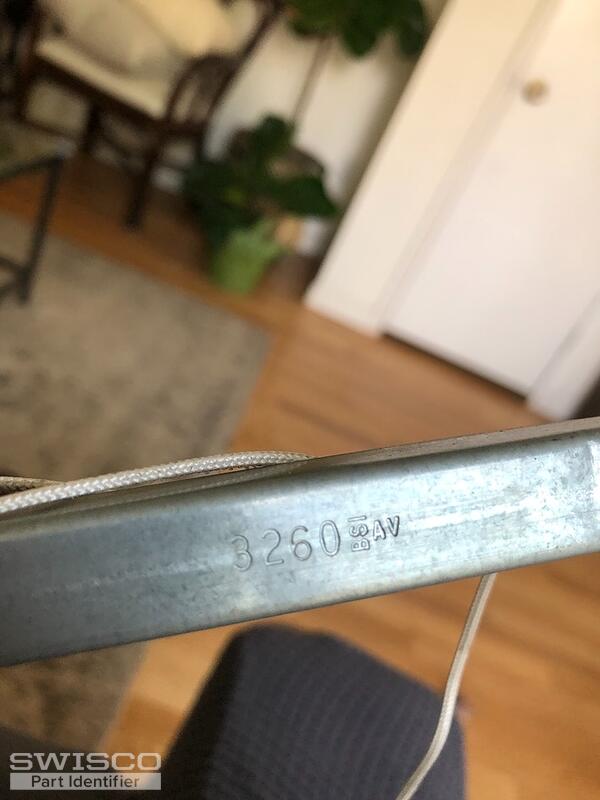 3260 BSI AV
SWISCO
Part Identifier